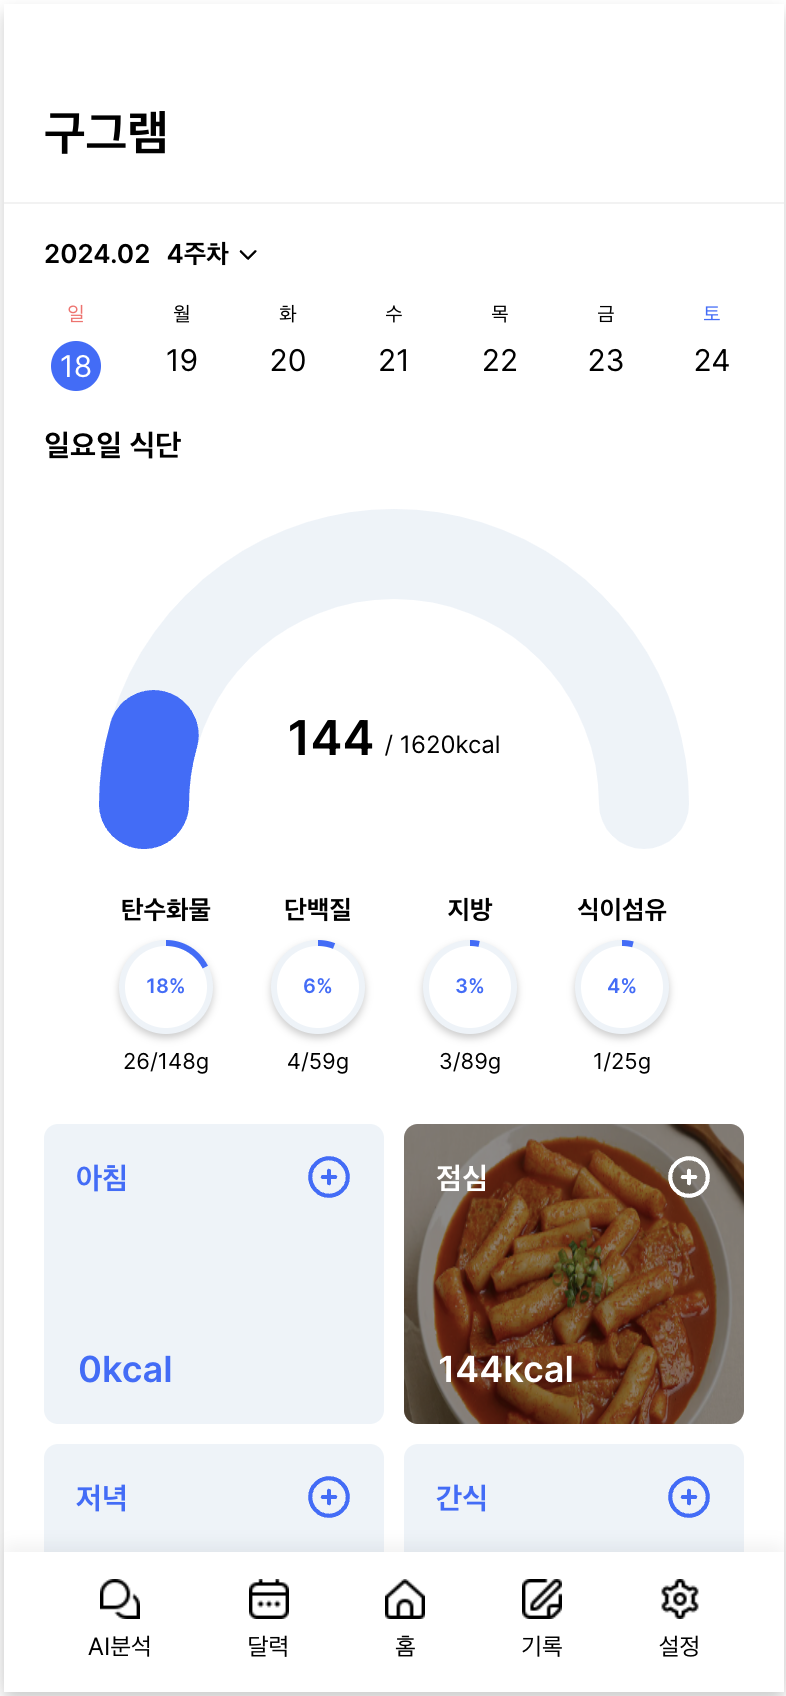 구그램
2024.02 4주차
일 월 화 수 목 금 토
18 19 20 21 22 23 24
일요일 식단
144 / 1620kcal
탄수화물 단백질 지방 식이섬유
18% 6% 3% 4%
26/148g 4/59g 3/89g 1/25g
아침 점심
0kcal 144kcal
저녁 간식
AI분석 달력 홈 기록 설정